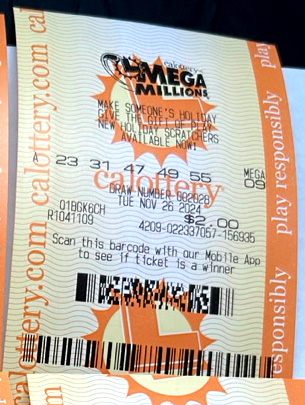 calottery's
MEGA
MILLIONS
MAKE SOMEONE'S HOLIDAY
GIVE THE GIFT OF PLAY
NEW HOLIDAY SCRATCHERS
AVAILABLE NOW!
A 23 31 47 49 55 MEGA 09
calottery
DRAW NUMBER 002028
TUE NOV 26 2024
01BGK6CH $2.00
R1041109 4209-022337057-156935
Scan this barcode with our Mobile App
to see if ticket is a winner
calottery.com calottery.com cal
play responsibly play
esponsibly